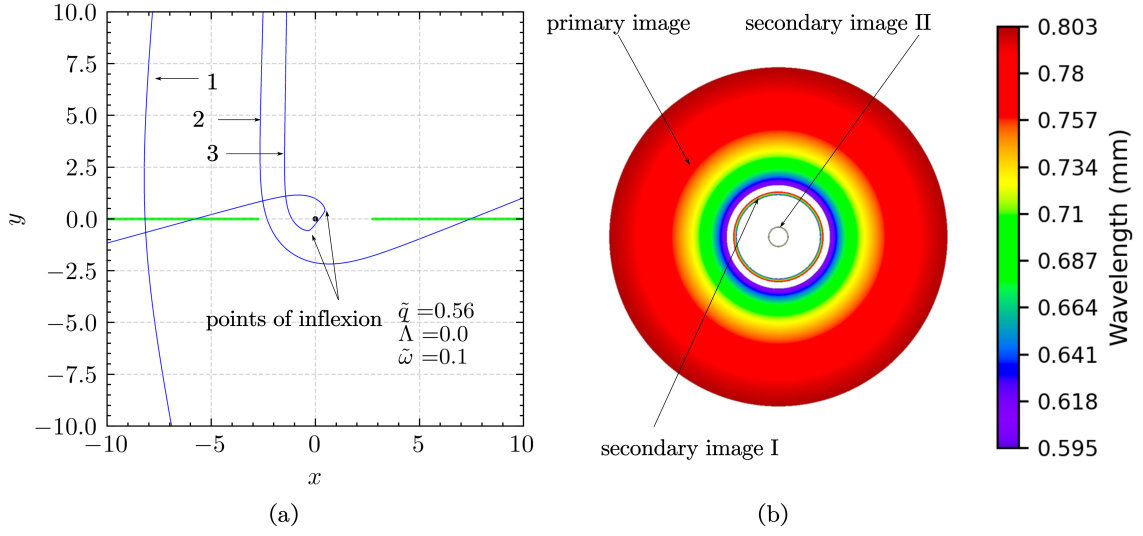 10.0
7.5
5.0
2.5
0.0
−2.5
−5.0
−7.5
−10.0
y
1
2
3
points of inflexion
q̃ =0.56
Λ̃ =0.0
ω̃ =0.1
−10 −5 0 5 10
x
(a)
primary image
secondary image II
secondary image I
(b)
0.803
0.78
0.757
0.734
0.711
0.687
0.664
0.641
0.618
0.595
Wavelength (mm)